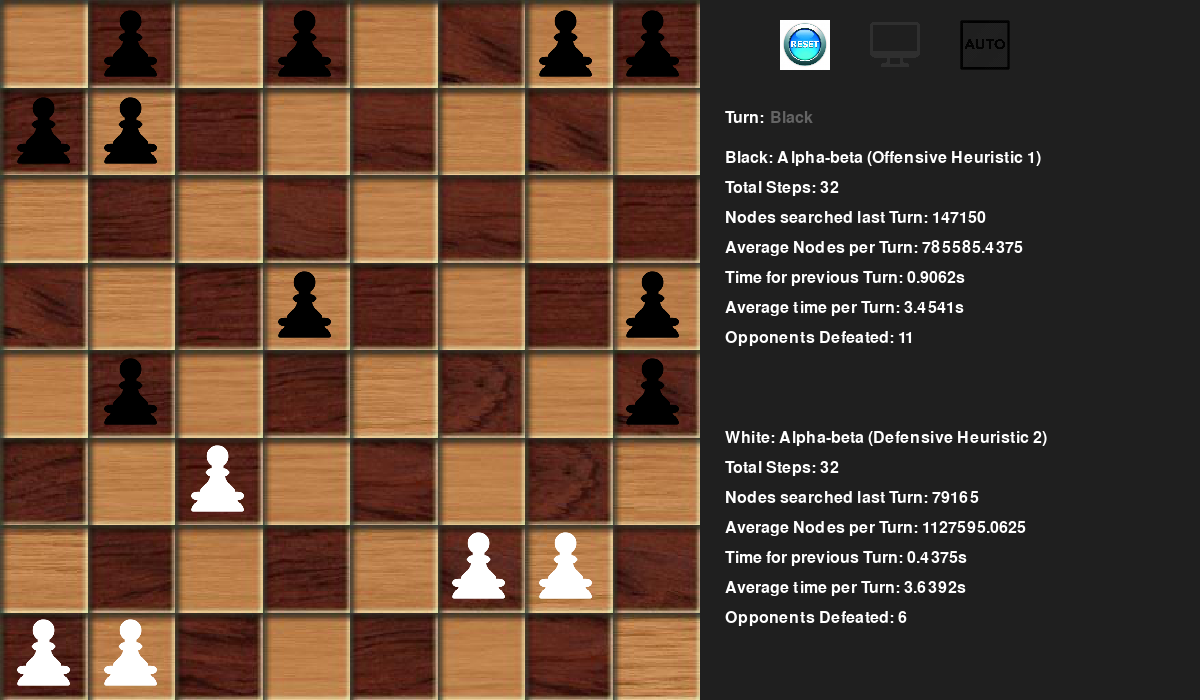 RESET
AUTO
Turn: Black
Black: Alpha-beta (Offensive Heuristic 1)
Total Steps: 32
Nodes searched last Turn: 147150
Average Nodes per Turn: 785585.4375
Time for previous Turn: 0.9062s
Average time per Turn: 3.4541s
Opponents Defeated: 11
White: Alpha-beta (Defensive Heuristic 2)
Total Steps: 32
Nodes searched last Turn: 79165
Average Nodes per Turn: 1127595.0625
Time for previous Turn: 0.4375s
Average time per Turn: 3.6392s
Opponents Defeated: 6